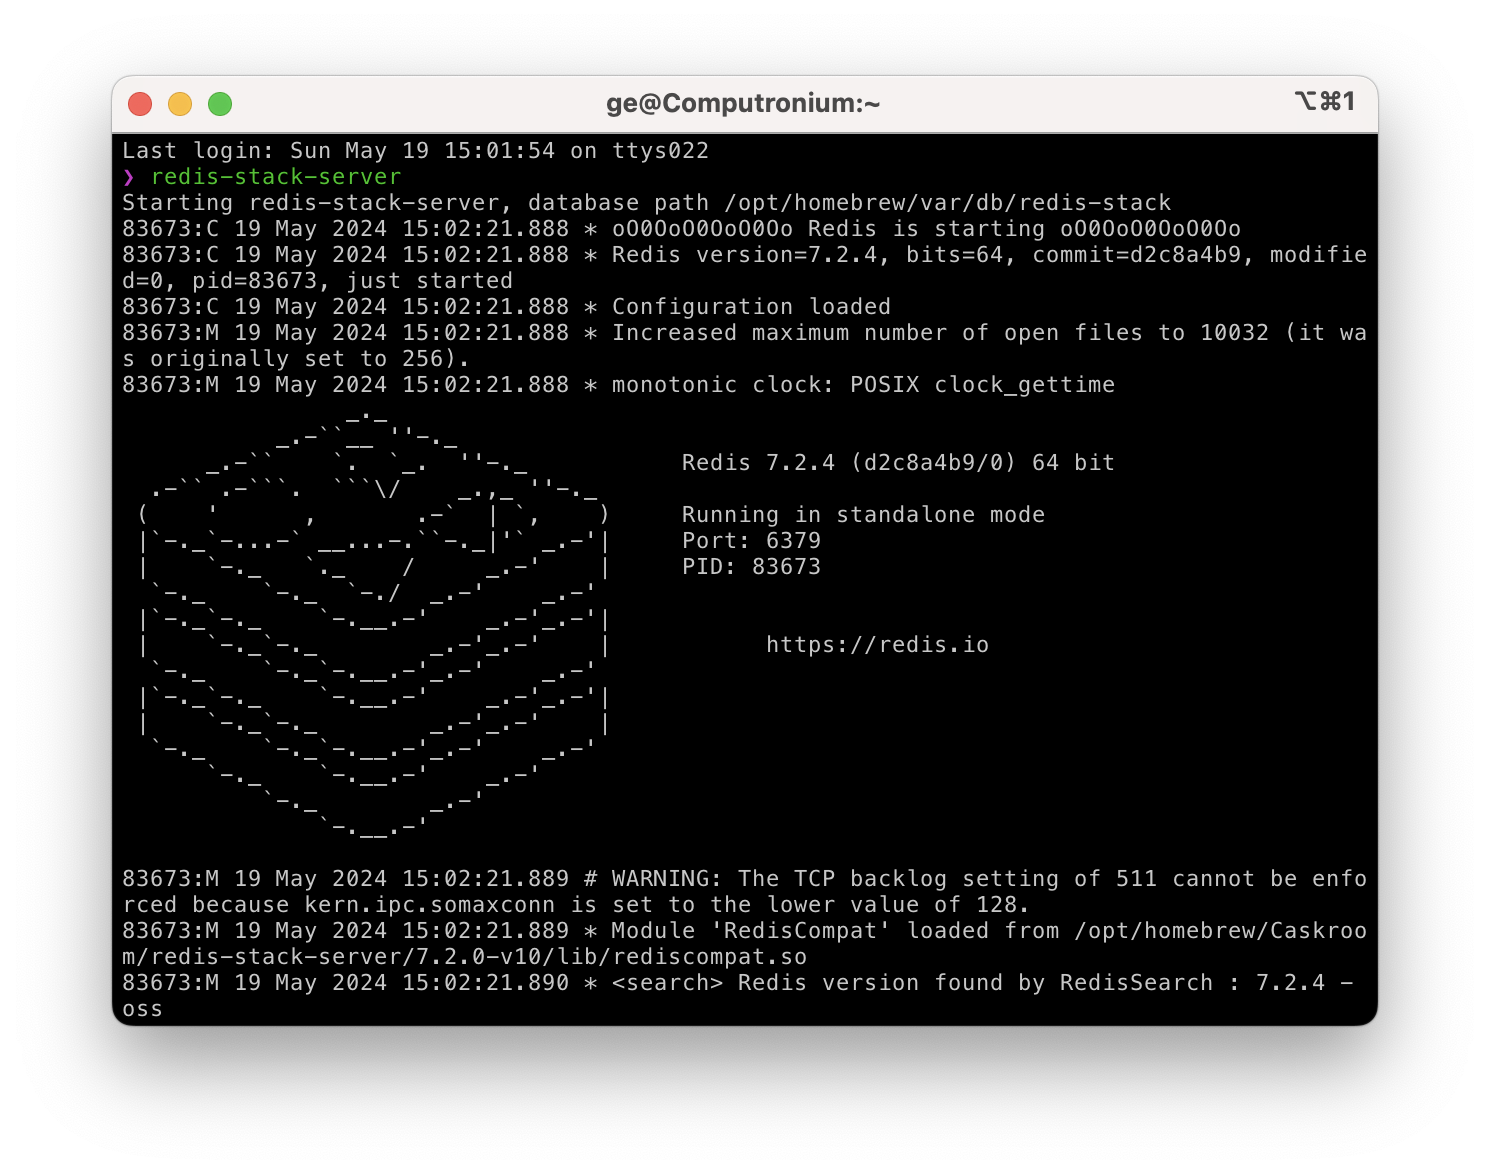 ge@Computronium:~
⌥⌘1
Last login: Sun May 19 15:01:54 on ttys022
❯ redis-stack-server
Starting redis-stack-server, database path /opt/homebrew/var/db/redis-stack
83673:C 19 May 2024 15:02:21.888 * oO0OoO0OoO0Oo Redis is starting oO0OoO0OoO0Oo
83673:C 19 May 2024 15:02:21.888 * Redis version=7.2.4, bits=64, commit=d2c8a4b9, modifie
d=0, pid=83673, just started
83673:C 19 May 2024 15:02:21.888 * Configuration loaded
83673:M 19 May 2024 15:02:21.888 * Increased maximum number of open files to 10032 (it wa
s originally set to 256).
83673:M 19 May 2024 15:02:21.888 * monotonic clock: POSIX clock_gettime
Redis 7.2.4 (d2c8a4b9/0) 64 bit
Running in standalone mode
Port: 6379
PID: 83673
https://redis.io
83673:M 19 May 2024 15:02:21.889 # WARNING: The TCP backlog setting of 511 cannot be enfo
rced because kern.ipc.somaxconn is set to the lower value of 128.
83673:M 19 May 2024 15:02:21.889 * Module 'RedisCompat' loaded from /opt/homebrew/Caskroo
m/redis-stack-server/7.2.0-v10/lib/rediscompat.so
83673:M 19 May 2024 15:02:21.890 * <search> Redis version found by RedisSearch : 7.2.4 -
oss